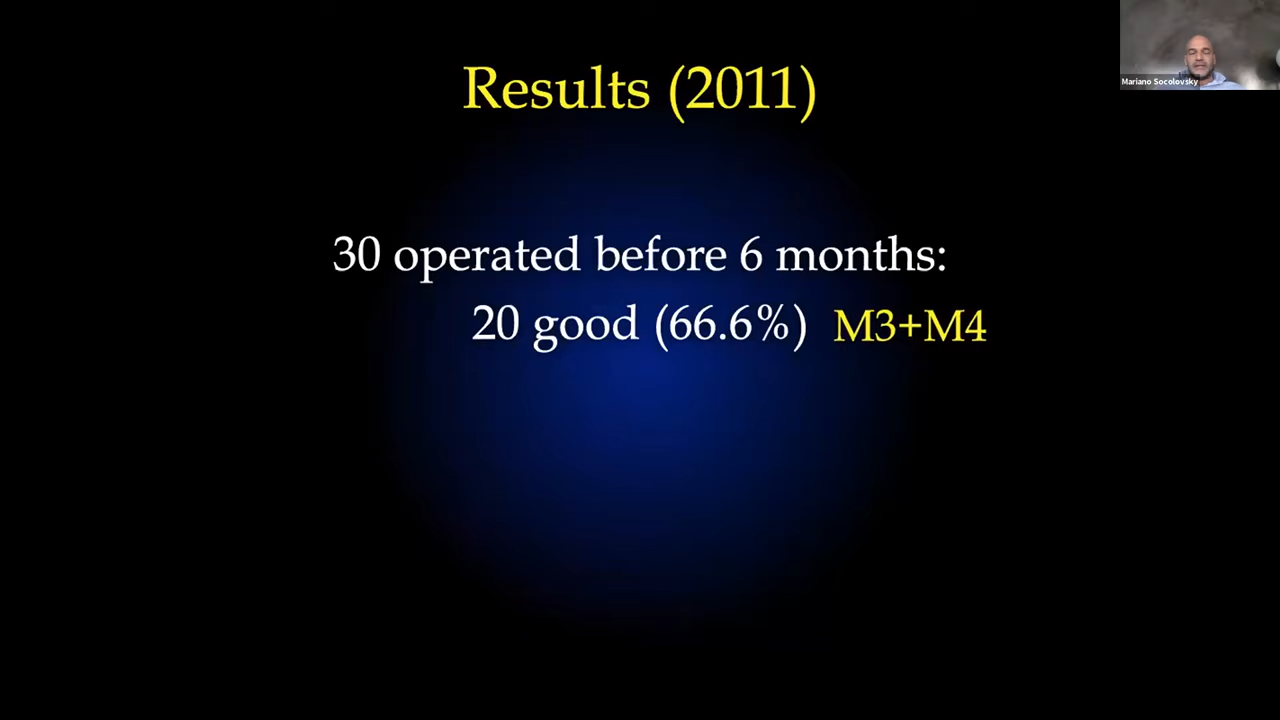 Results (2011)
Mariano Socolovsky
30 operated before 6 months:
20 good (66.6%) M3+M4